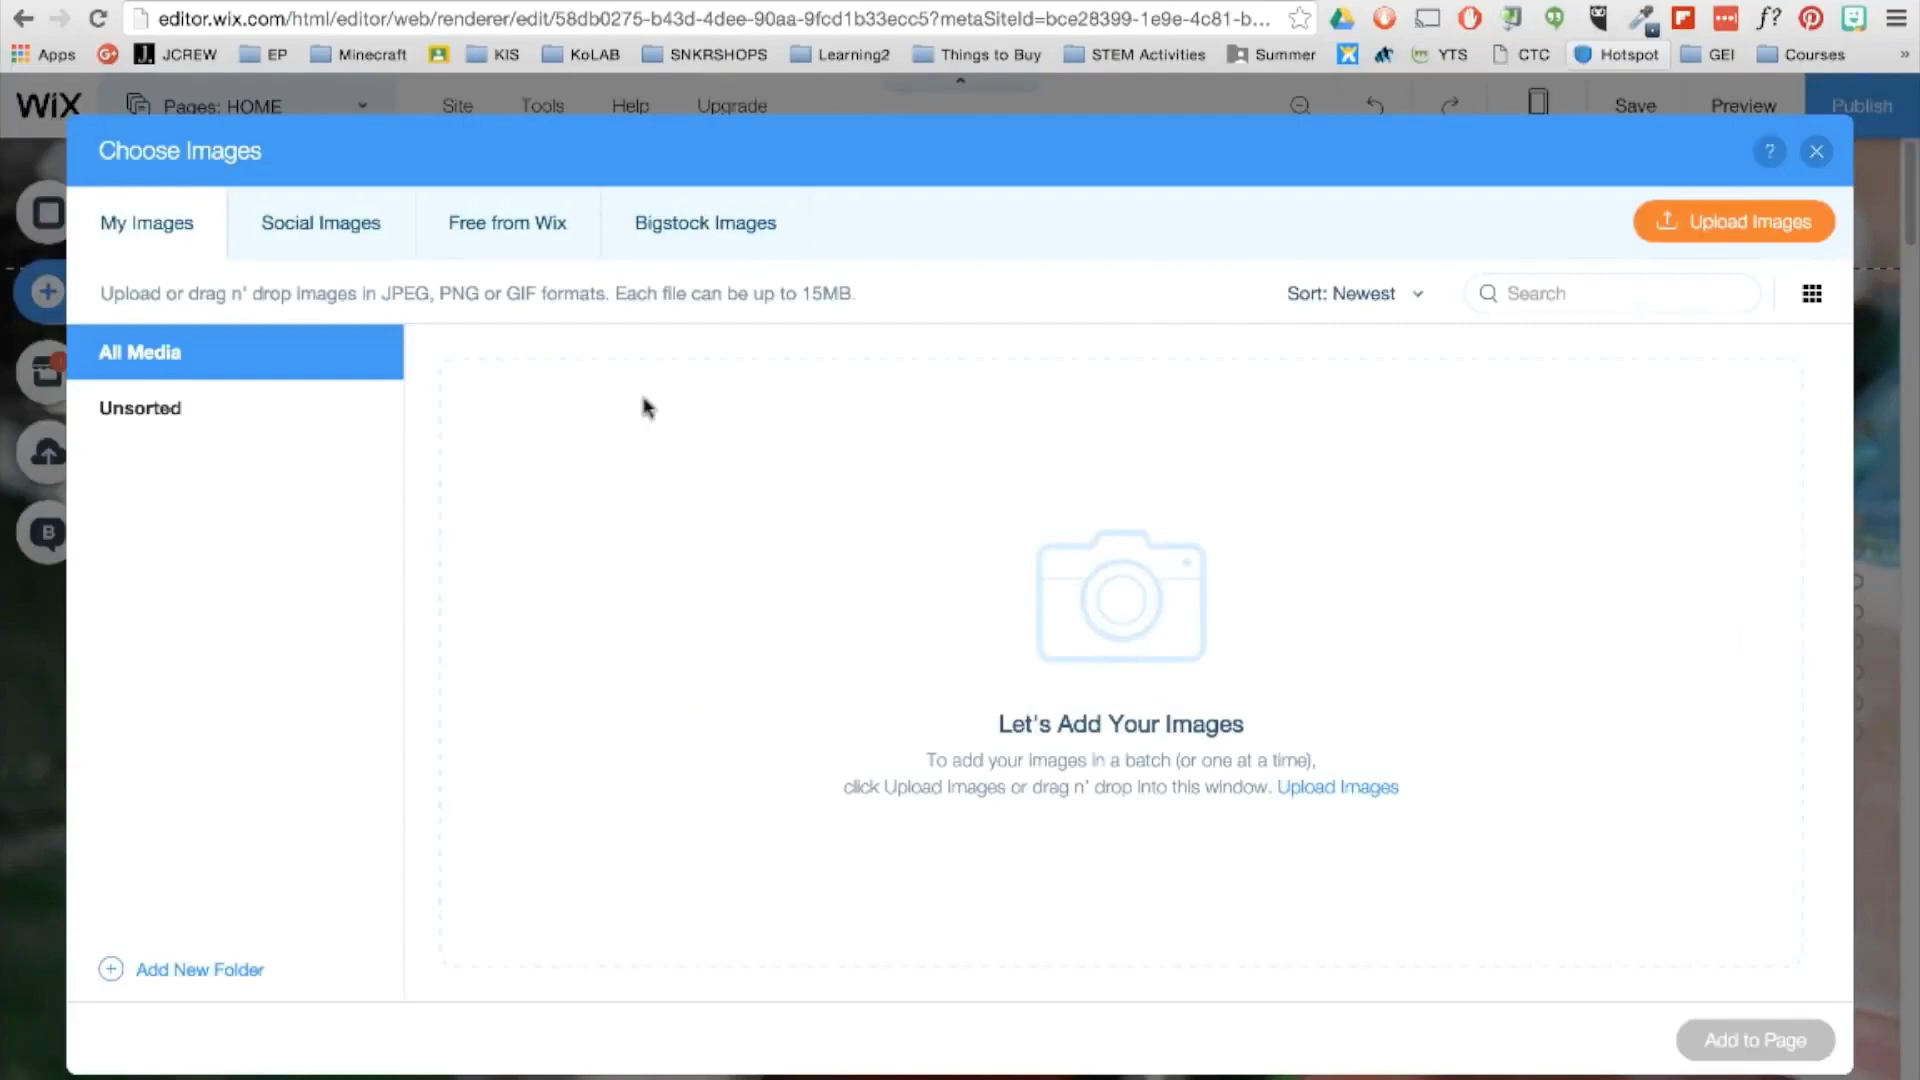 editor.wix.com/html/editor/web/renderer/edit/58db0275-b43d-4dee-90aa-9fcd1b33ecc5?metaSiteId=bce28399-1e9e-4c81-b...
Apps JCREW EP Minecraft KIS KoLAB SNKRSHOPS Learning2 Things to Buy STEM Activities Summer YTS CTC Hotspot GEI Courses »
WiX Pages: HOME Site Tools Help Upgrade Save Preview Publish
Choose Images
My Images Social Images Free from Wix Bigstock Images Upload Images
Upload or drag n' drop images in JPEG, PNG or GIF formats. Each file can be up to 15MB. Sort: Newest Search
All Media
Unsorted
Let's Add Your Images
To add your images in a batch (or one at a time),
click Upload Images or drag n' drop into this window. Upload Images
Add New Folder
Add to Page